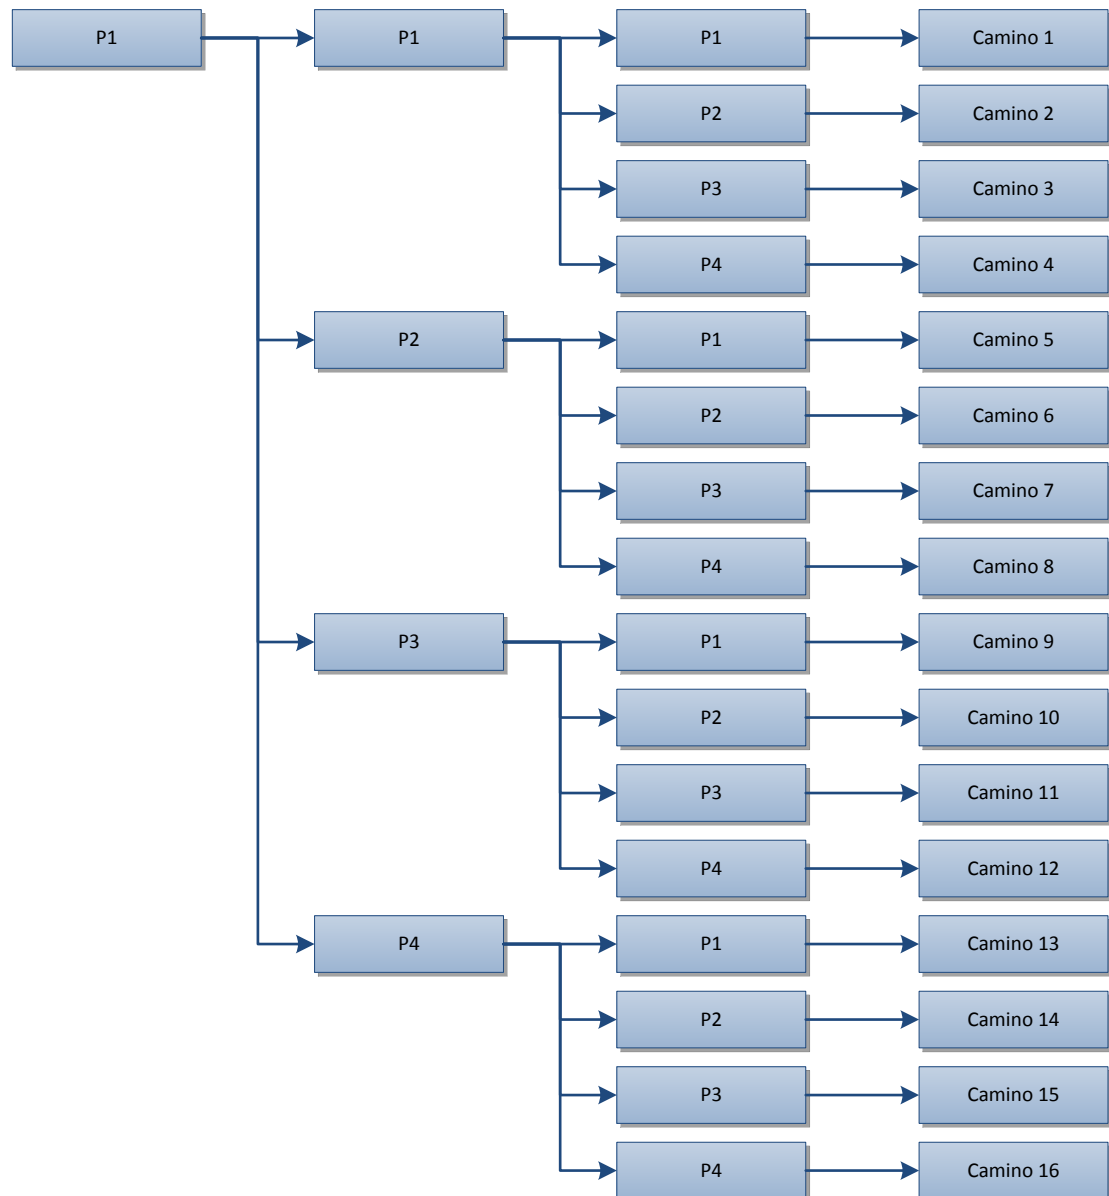 P1 P1 P1 Camino 1
P2 Camino 2
P3 Camino 3
P4 Camino 4
P2 P1 Camino 5
P2 Camino 6
P3 Camino 7
P4 Camino 8
P3 P1 Camino 9
P2 Camino 10
P3 Camino 11
P4 Camino 12
P4 P1 Camino 13
P2 Camino 14
P3 Camino 15
P4 Camino 16